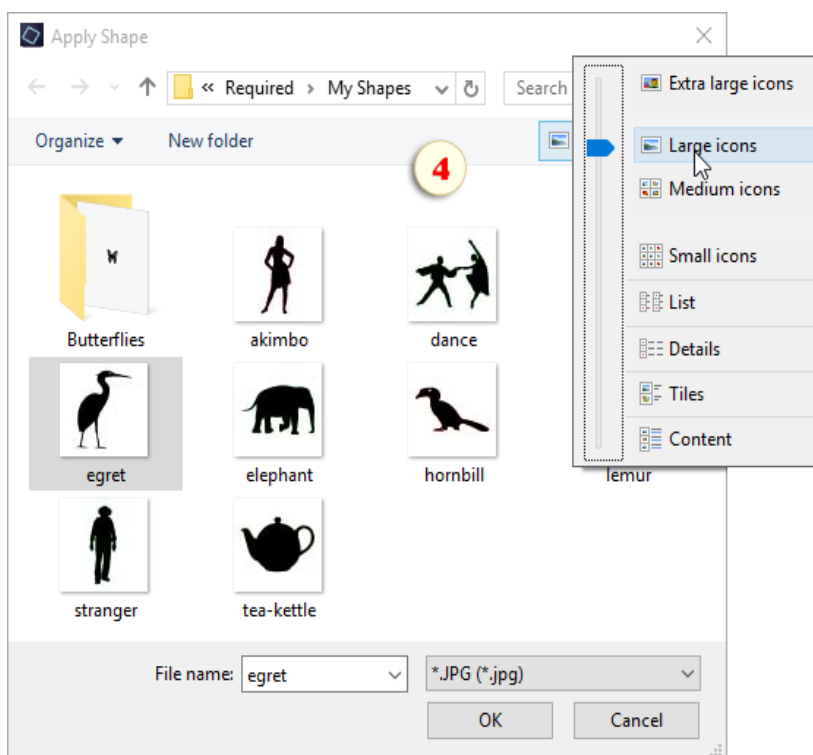 Apply Shape
« Required › My Shapes
Search
Organize
New folder
4
Extra large icons
Large icons
Medium icons
Small icons
List
Details
Tiles
Content
Butterflies
akimbo
dance
egret
elephant
hornbill
lemur
stranger
tea-kettle
File name: egret
*.JPG (*.jpg)
OK
Cancel